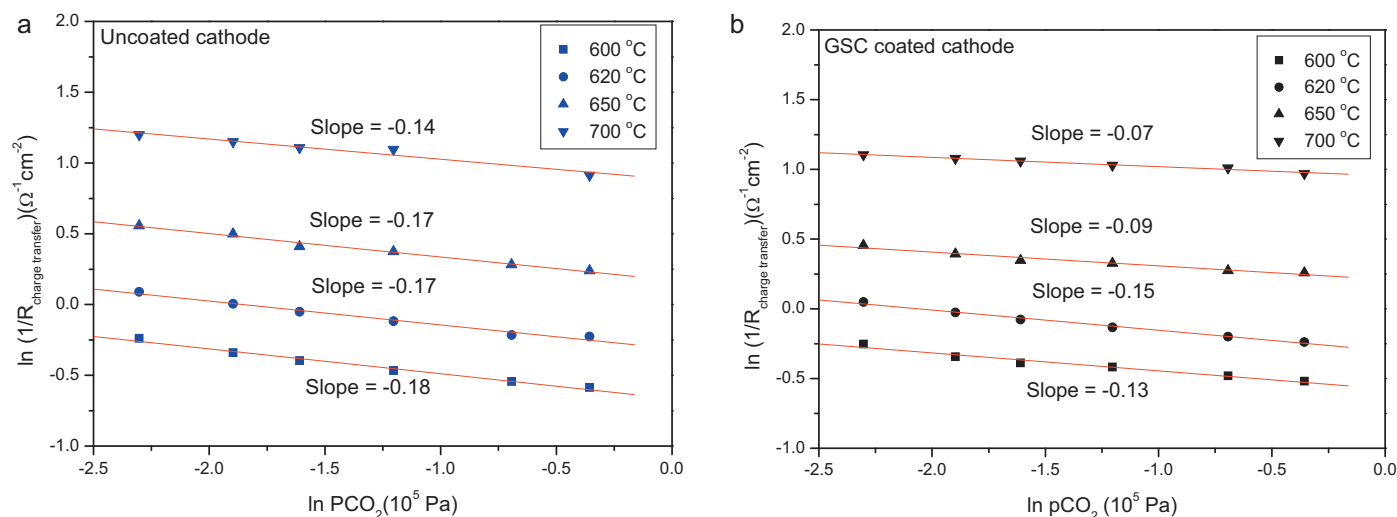 a
Uncoated cathode
600 °C
620 °C
650 °C
700 °C
Slope = -0.14
Slope = -0.17
Slope = -0.17
Slope = -0.18
2.0
1.5
1.0
0.5
0.0
-0.5
-1.0
-2.5 -2.0 -1.5 -1.0 -0.5 0.0
ln (1/R_charge transfer)(Ω⁻¹cm⁻²)
ln PCO₂(10⁵ Pa)
b
GSC coated cathode
600 °C
620 °C
650 °C
700 °C
Slope = -0.07
Slope = -0.09
Slope = -0.15
Slope = -0.13
2.0
1.5
1.0
0.5
0.0
-0.5
-1.0
-2.5 -2.0 -1.5 -1.0 -0.5 0.0
ln (1/R_charge transfer)(Ω⁻¹cm⁻²)
ln pCO₂ (10⁵ Pa)